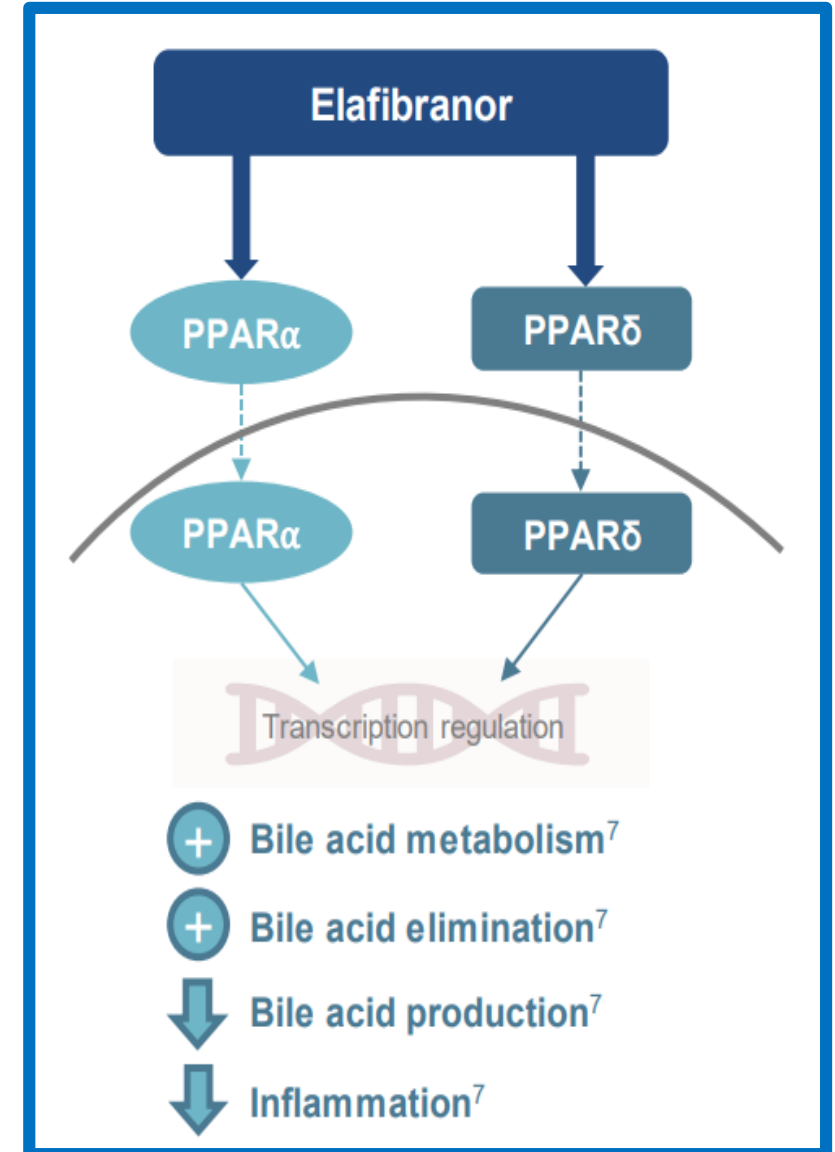 Elafibranor
PPARα PPARδ
PPARα PPARδ
Transcription regulation
+ Bile acid metabolism⁷
+ Bile acid elimination⁷
Bile acid production⁷
Inflammation⁷